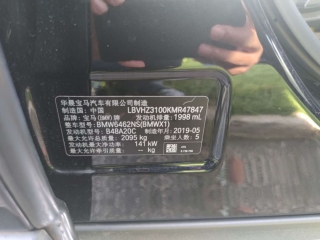 华晨宝马汽车有限公司制造
制造国：中国 LBVHZ3100KMR47847
品牌：宝马(BMW)牌 发动机排量：1998 mL
整车型号：BMW6462NS(BMWX1)
发动机型号：B48A20C 制造年月：2019-05
最大允许总质量：2095 kg 乘坐人数：5
发动机最大净功率：141 kW
最大允许牵引质量：-- kg